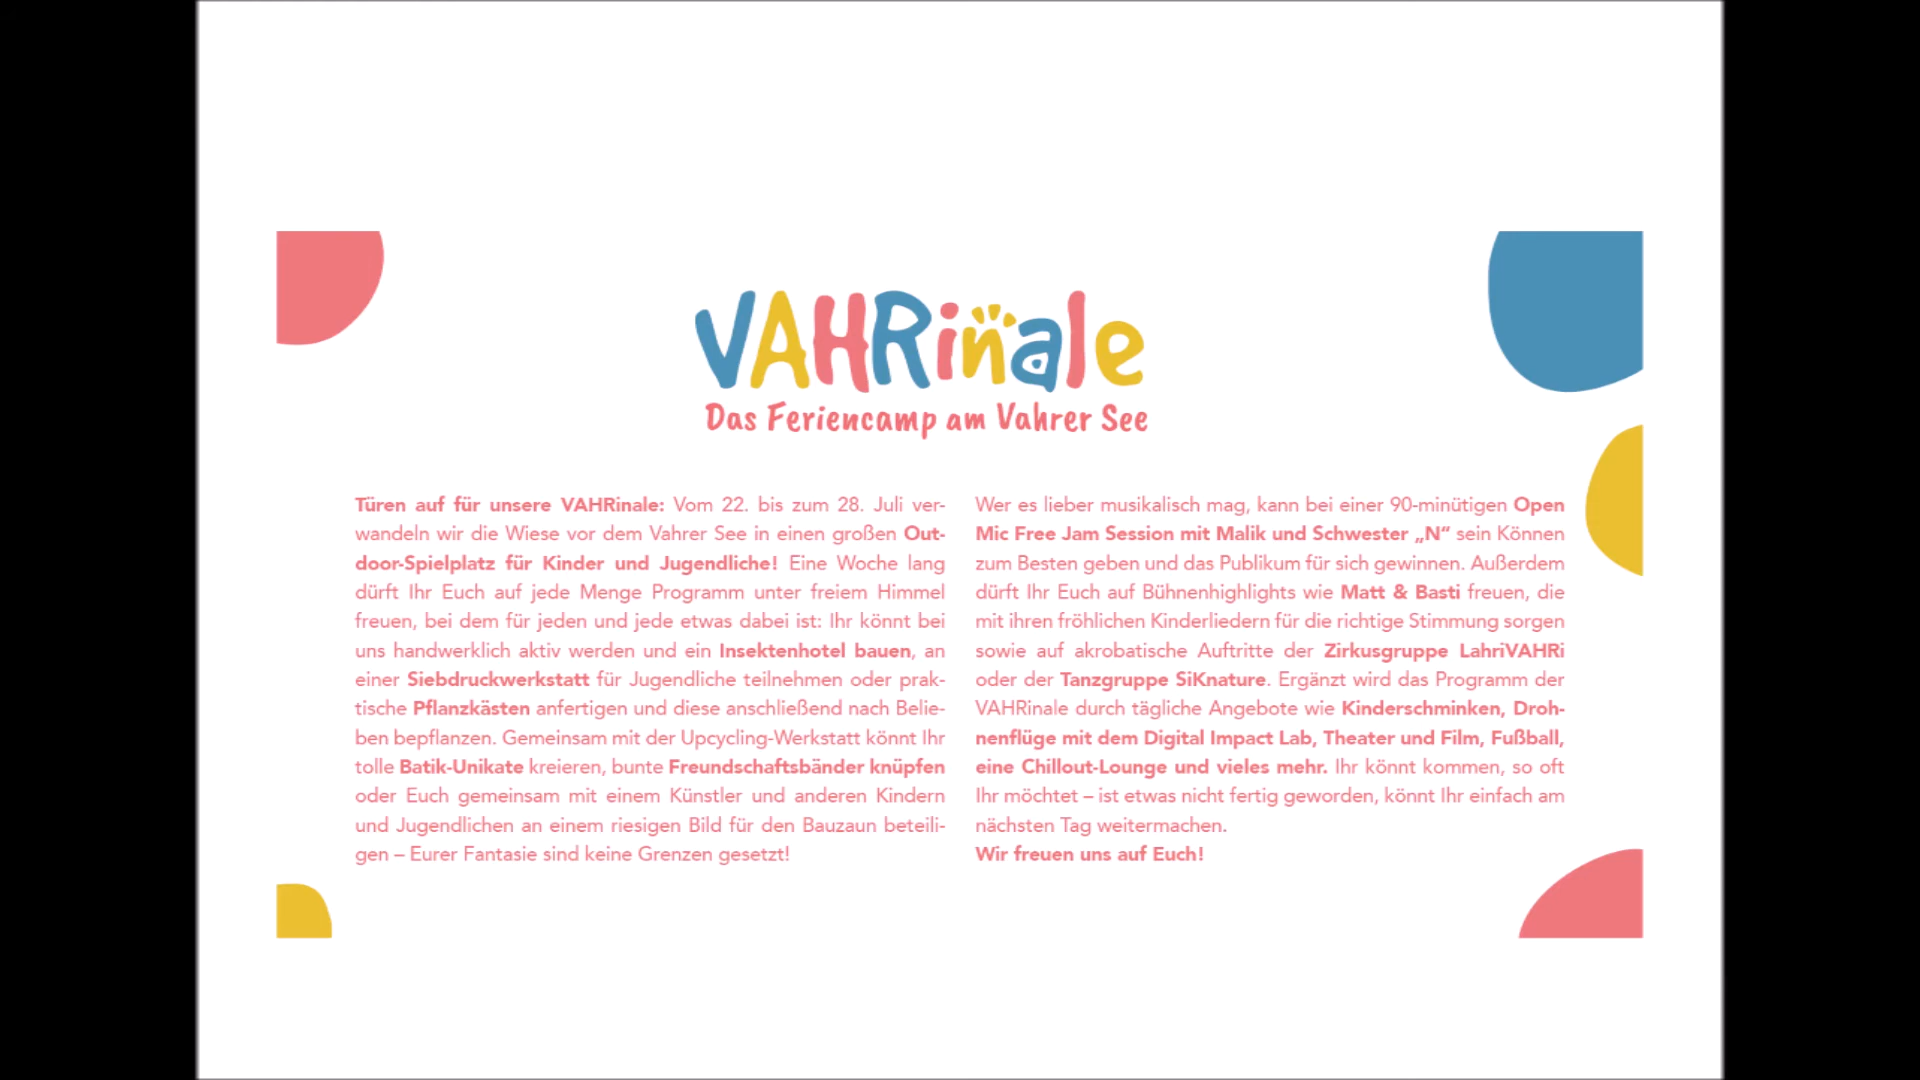 VAHRinale
Das Feriencamp am Vahrer See
Türen auf für unsere VAHRinale: Vom 22. bis zum 28. Juli ver-
wandeln wir die Wiese vor dem Vahrer See in einen großen Out-
door-Spielplatz für Kinder und Jugendliche! Eine Woche lang
dürft Ihr Euch auf jede Menge Programm unter freiem Himmel
freuen, bei dem für jeden und jede etwas dabei ist: Ihr könnt bei
uns handwerklich aktiv werden und ein Insektenhotel bauen, an
einer Siebdruckwerkstatt für Jugendliche teilnehmen oder prak-
tische Pflanzkästen anfertigen und diese anschließend nach Belie-
ben bepflanzen. Gemeinsam mit der Upcycling-Werkstatt könnt Ihr
tolle Batik-Unikate kreieren, bunte Freundschaftsbänder knüpfen
oder Euch gemeinsam mit einem Künstler und anderen Kindern
und Jugendlichen an einem riesigen Bild für den Bauzaun beteili-
gen – Eurer Fantasie sind keine Grenzen gesetzt!
Wer es lieber musikalisch mag, kann bei einer 90-minütigen Open
Mic Free Jam Session mit Malik und Schwester „N“ sein Können
zum Besten geben und das Publikum für sich gewinnen. Außerdem
dürft Ihr Euch auf Bühnenhighlights wie Matt & Basti freuen, die
mit ihren fröhlichen Kinderliedern für die richtige Stimmung sorgen
sowie auf akrobatische Auftritte der Zirkusgruppe LahriVAHRi
oder der Tanzgruppe SiKnature. Ergänzt wird das Programm der
VAHRinale durch tägliche Angebote wie Kinderschminken, Droh-
nenflüge mit dem Digital Impact Lab, Theater und Film, Fußball,
eine Chillout-Lounge und vieles mehr. Ihr könnt kommen, so oft
Ihr möchtet – ist etwas nicht fertig geworden, könnt Ihr einfach am
nächsten Tag weitermachen.
Wir freuen uns auf Euch!